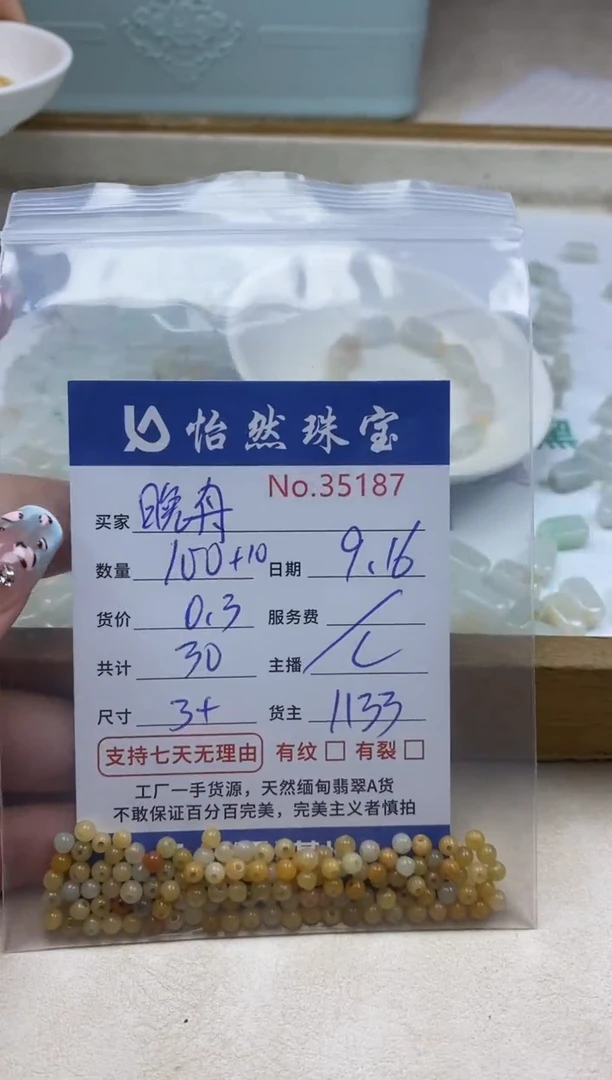 怡然珠宝
No.35187
买家 晚舟
数量 100+10 日期 9.16
货价 0.3 服务费 /
共计 30 主播 L
尺寸 3+ 货主 1133
支持七天无理由 有纹 □ 有裂 □
工厂一手货源，天然缅甸翡翠A货
不敢保证百分百完美，完美主义者慎拍